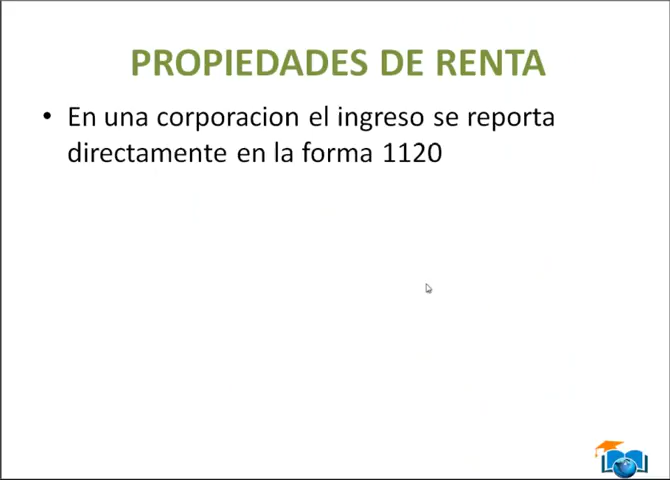 PROPIEDADES DE RENTA
• En una corporacion el ingreso se reporta
directamente en la forma 1120